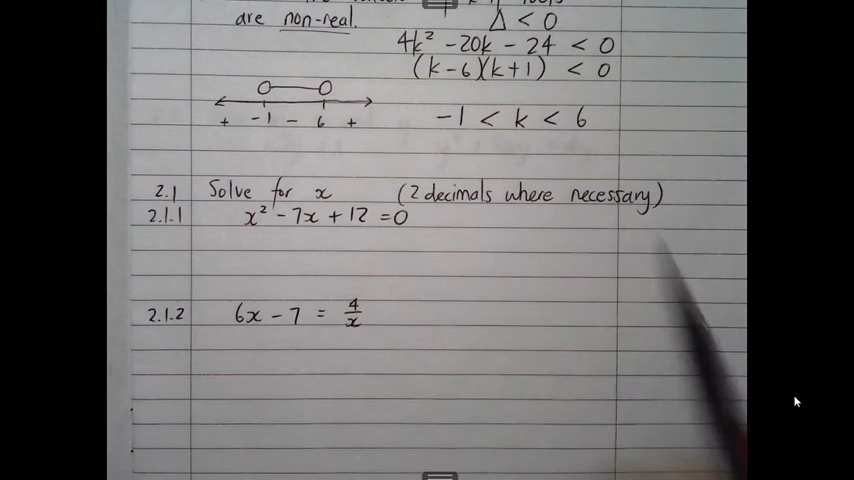 are non-real. Δ < 0
4k² - 20k - 24 < 0
(k - 6)(k + 1) < 0
+ -1 - 6 +
-1 < k < 6
2.1 Solve for x (2 decimals where necessary)
2.1.1 x² - 7x + 12 = 0
2.1.2 6x - 7 = 4/x